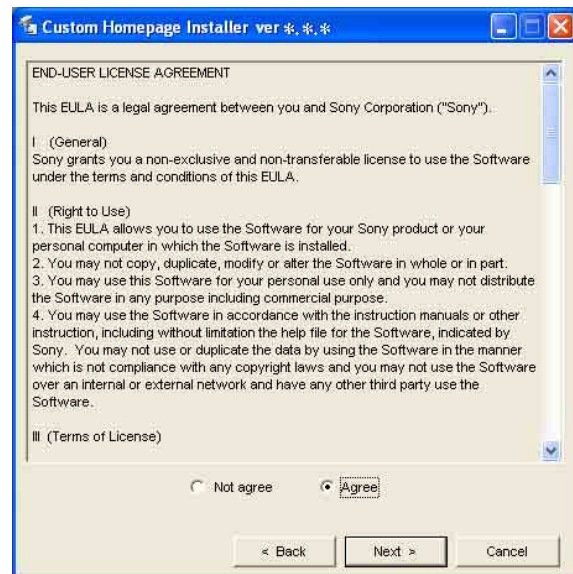 Custom Homepage Installer ver *.*.*
END-USER LICENSE AGREEMENT
This EULA is a legal agreement between you and Sony Corporation ("Sony").
I (General)
Sony grants you a non-exclusive and non-transferable license to use the Software
under the terms and conditions of this EULA.
II (Right to Use)
1. This EULA allows you to use the Software for your Sony product or your
personal computer in which the Software is installed.
2. You may not copy, duplicate, modify or alter the Software in whole or in part.
3. You may use this Software for your personal use only and you may not distribute
the Software in any purpose including commercial purpose.
4. You may use the Software in accordance with the instruction manuals or other
instruction, including without limitation the help file for the Software, indicated by
Sony. You may not use or duplicate the data by using the Software in the manner
which is not compliance with any copyright laws and you may not use the Software
over an internal or external network and have any other third party use the
Software.
III (Terms of License)
Not agree
Agree
< Back
Next >
Cancel